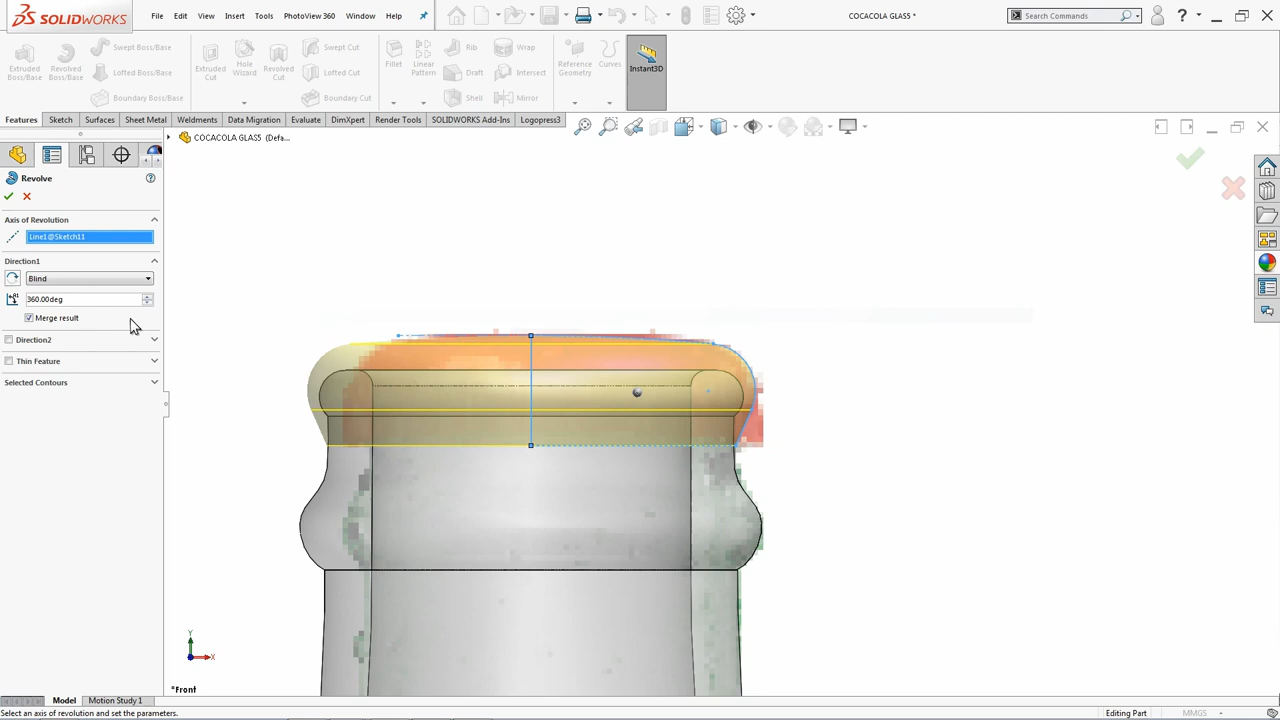 SOLIDWORKS
File Edit View Insert Tools PhotoView 360 Window Help
COCACOLA GLAS5 *
Search Commands
Extruded Boss/Base
Revolved Boss/Base
Swept Boss/Base
Lofted Boss/Base
Boundary Boss/Base
Extruded Cut
Hole Wizard
Revolved Cut
Swept Cut
Lofted Cut
Boundary Cut
Fillet
Linear Pattern
Rib
Draft
Shell
Wrap
Intersect
Mirror
Reference Geometry
Curves
Instant3D
Features Sketch Surfaces Sheet Metal Weldments Data Migration Evaluate DimXpert Render Tools SOLIDWORKS Add-Ins Logopress3
COCACOLA GLAS5 (Defa...
Revolve
Axis of Revolution
Line1@Sketch11
Direction1
Blind
360.00deg
Merge result
Direction2
Thin Feature
Selected Contours
Y
X
*Front
Model Motion Study 1
Select an axis of revolution and set the parameters.
Editing Part
MMGS